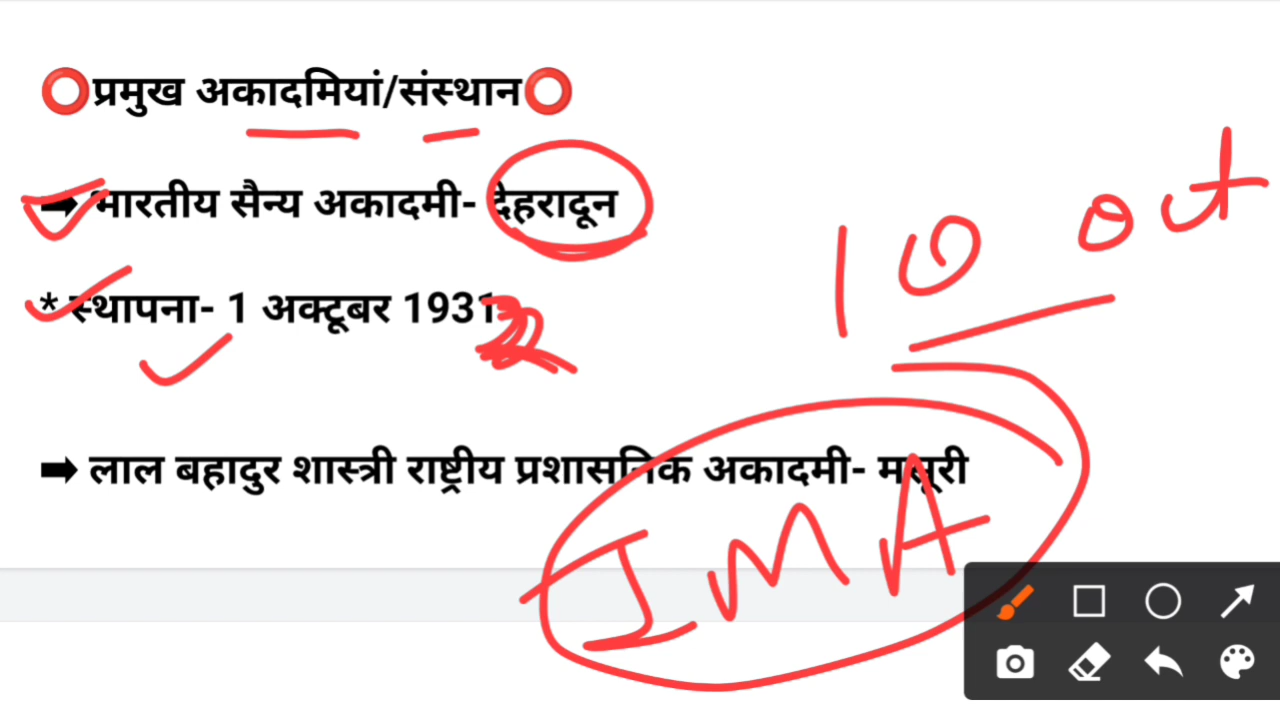 ⭕प्रमुख अकादमियां/संस्थान⭕
➡ भारतीय सैन्य अकादमी- देहरादून
* स्थापना- 1 अक्टूबर 1931
10 oct
➡ लाल बहादुर शास्त्री राष्ट्रीय प्रशासनिक अकादमी- मसूरी
IMA